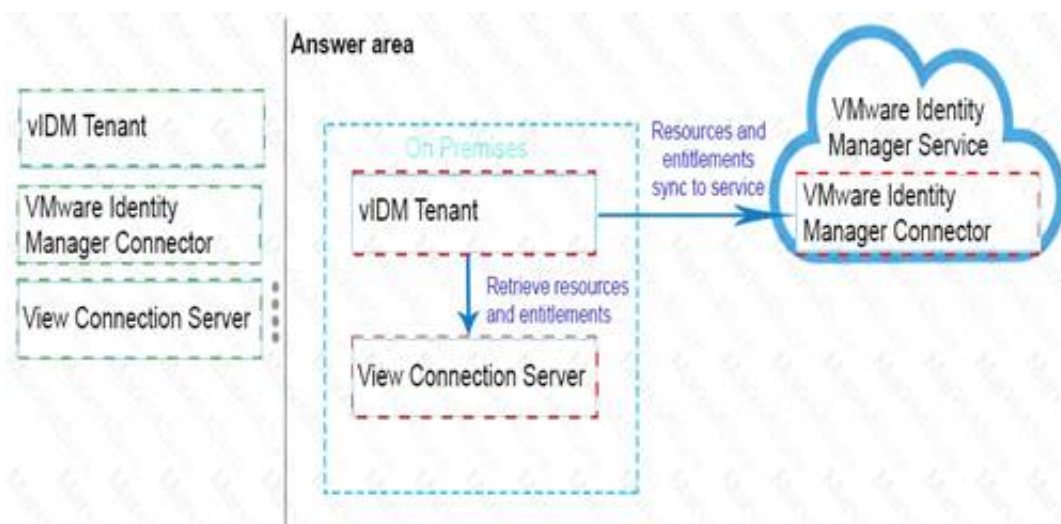 Answer area
vIDM Tenant
VMware Identity
Manager Connector
View Connection Server
On Premises
vIDM Tenant
Retrieve resources
and entitlements
View Connection Server
Resources and
entitlements
sync to service
VMware Identity
Manager Service
VMware Identity
Manager Connector